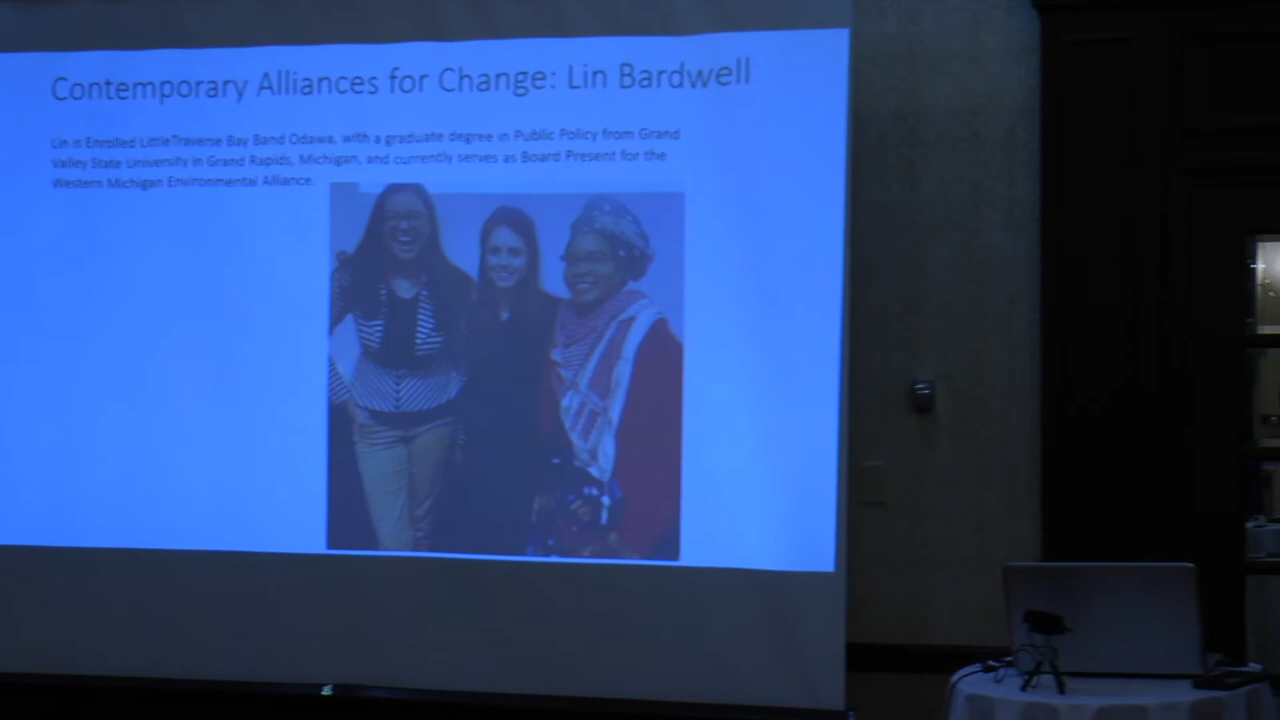 Contemporary Alliances for Change: Lin Bardwell
Lin is Enrolled LittleTraverse Bay Band Odawa, with a graduate degree in Public Policy from Grand
Valley State University in Grand Rapids, Michigan, and currently serves as Board Present for the
Western Michigan Environmental Alliance.